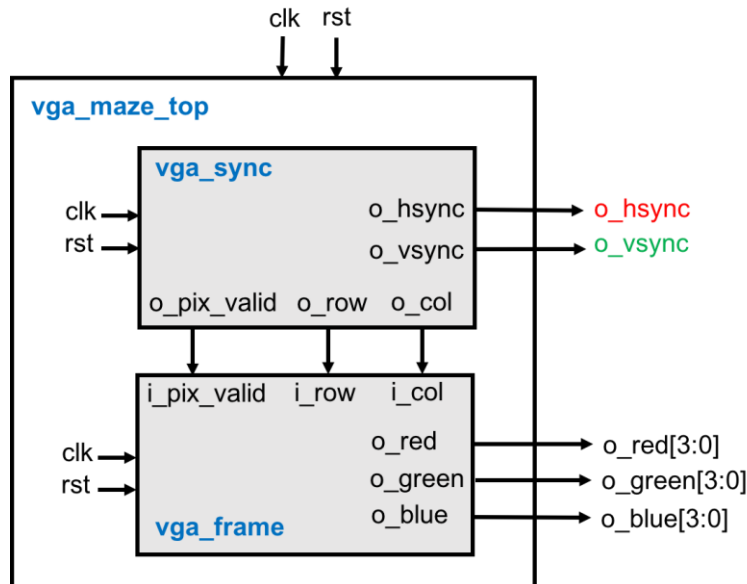 clk rst
vga_maze_top
vga_sync
clk
o_hsync
o_hsync
rst
o_vsync
o_vsync
o_pix_valid o_row o_col
i_pix_valid i_row i_col
clk
o_red
o_red[3:0]
rst
o_green
o_green[3:0]
vga_frame
o_blue
o_blue[3:0]